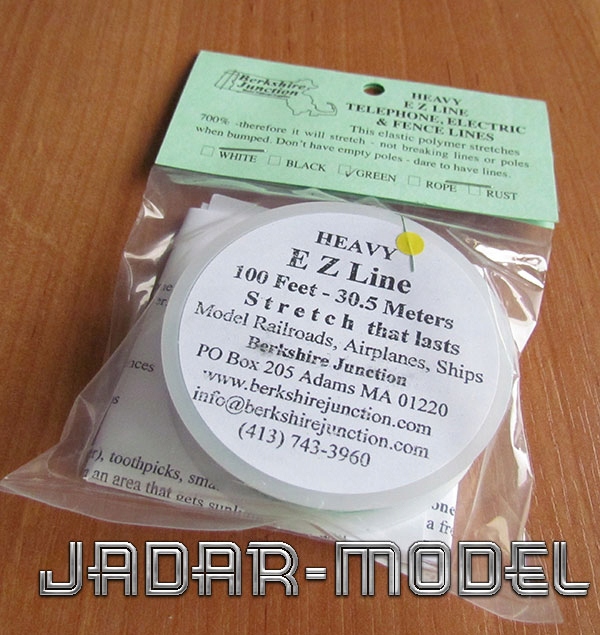 Berkshire
Junction
HEAVY
E Z LINE
TELEPHONE, ELECTRIC
& FENCE LINES
700% -therefore it will stretch - not breaking lines or poles
This elastic polymer stretches
when bumped. Don't have empty poles - dare to have lines.
WHITE BLACK GREEN ROPE RUST
HEAVY
E Z Line
100 Feet - 30.5 Meters
Stretch that lasts
Model Railroads, Airplanes, Ships
Berkshire Junction
PO Box 205 Adams MA 01220
www.berkshirejunction.com
info@berkshirejunction.com
(413) 743-3960
toothpicks,
an area that gets
JADAR-MODEL